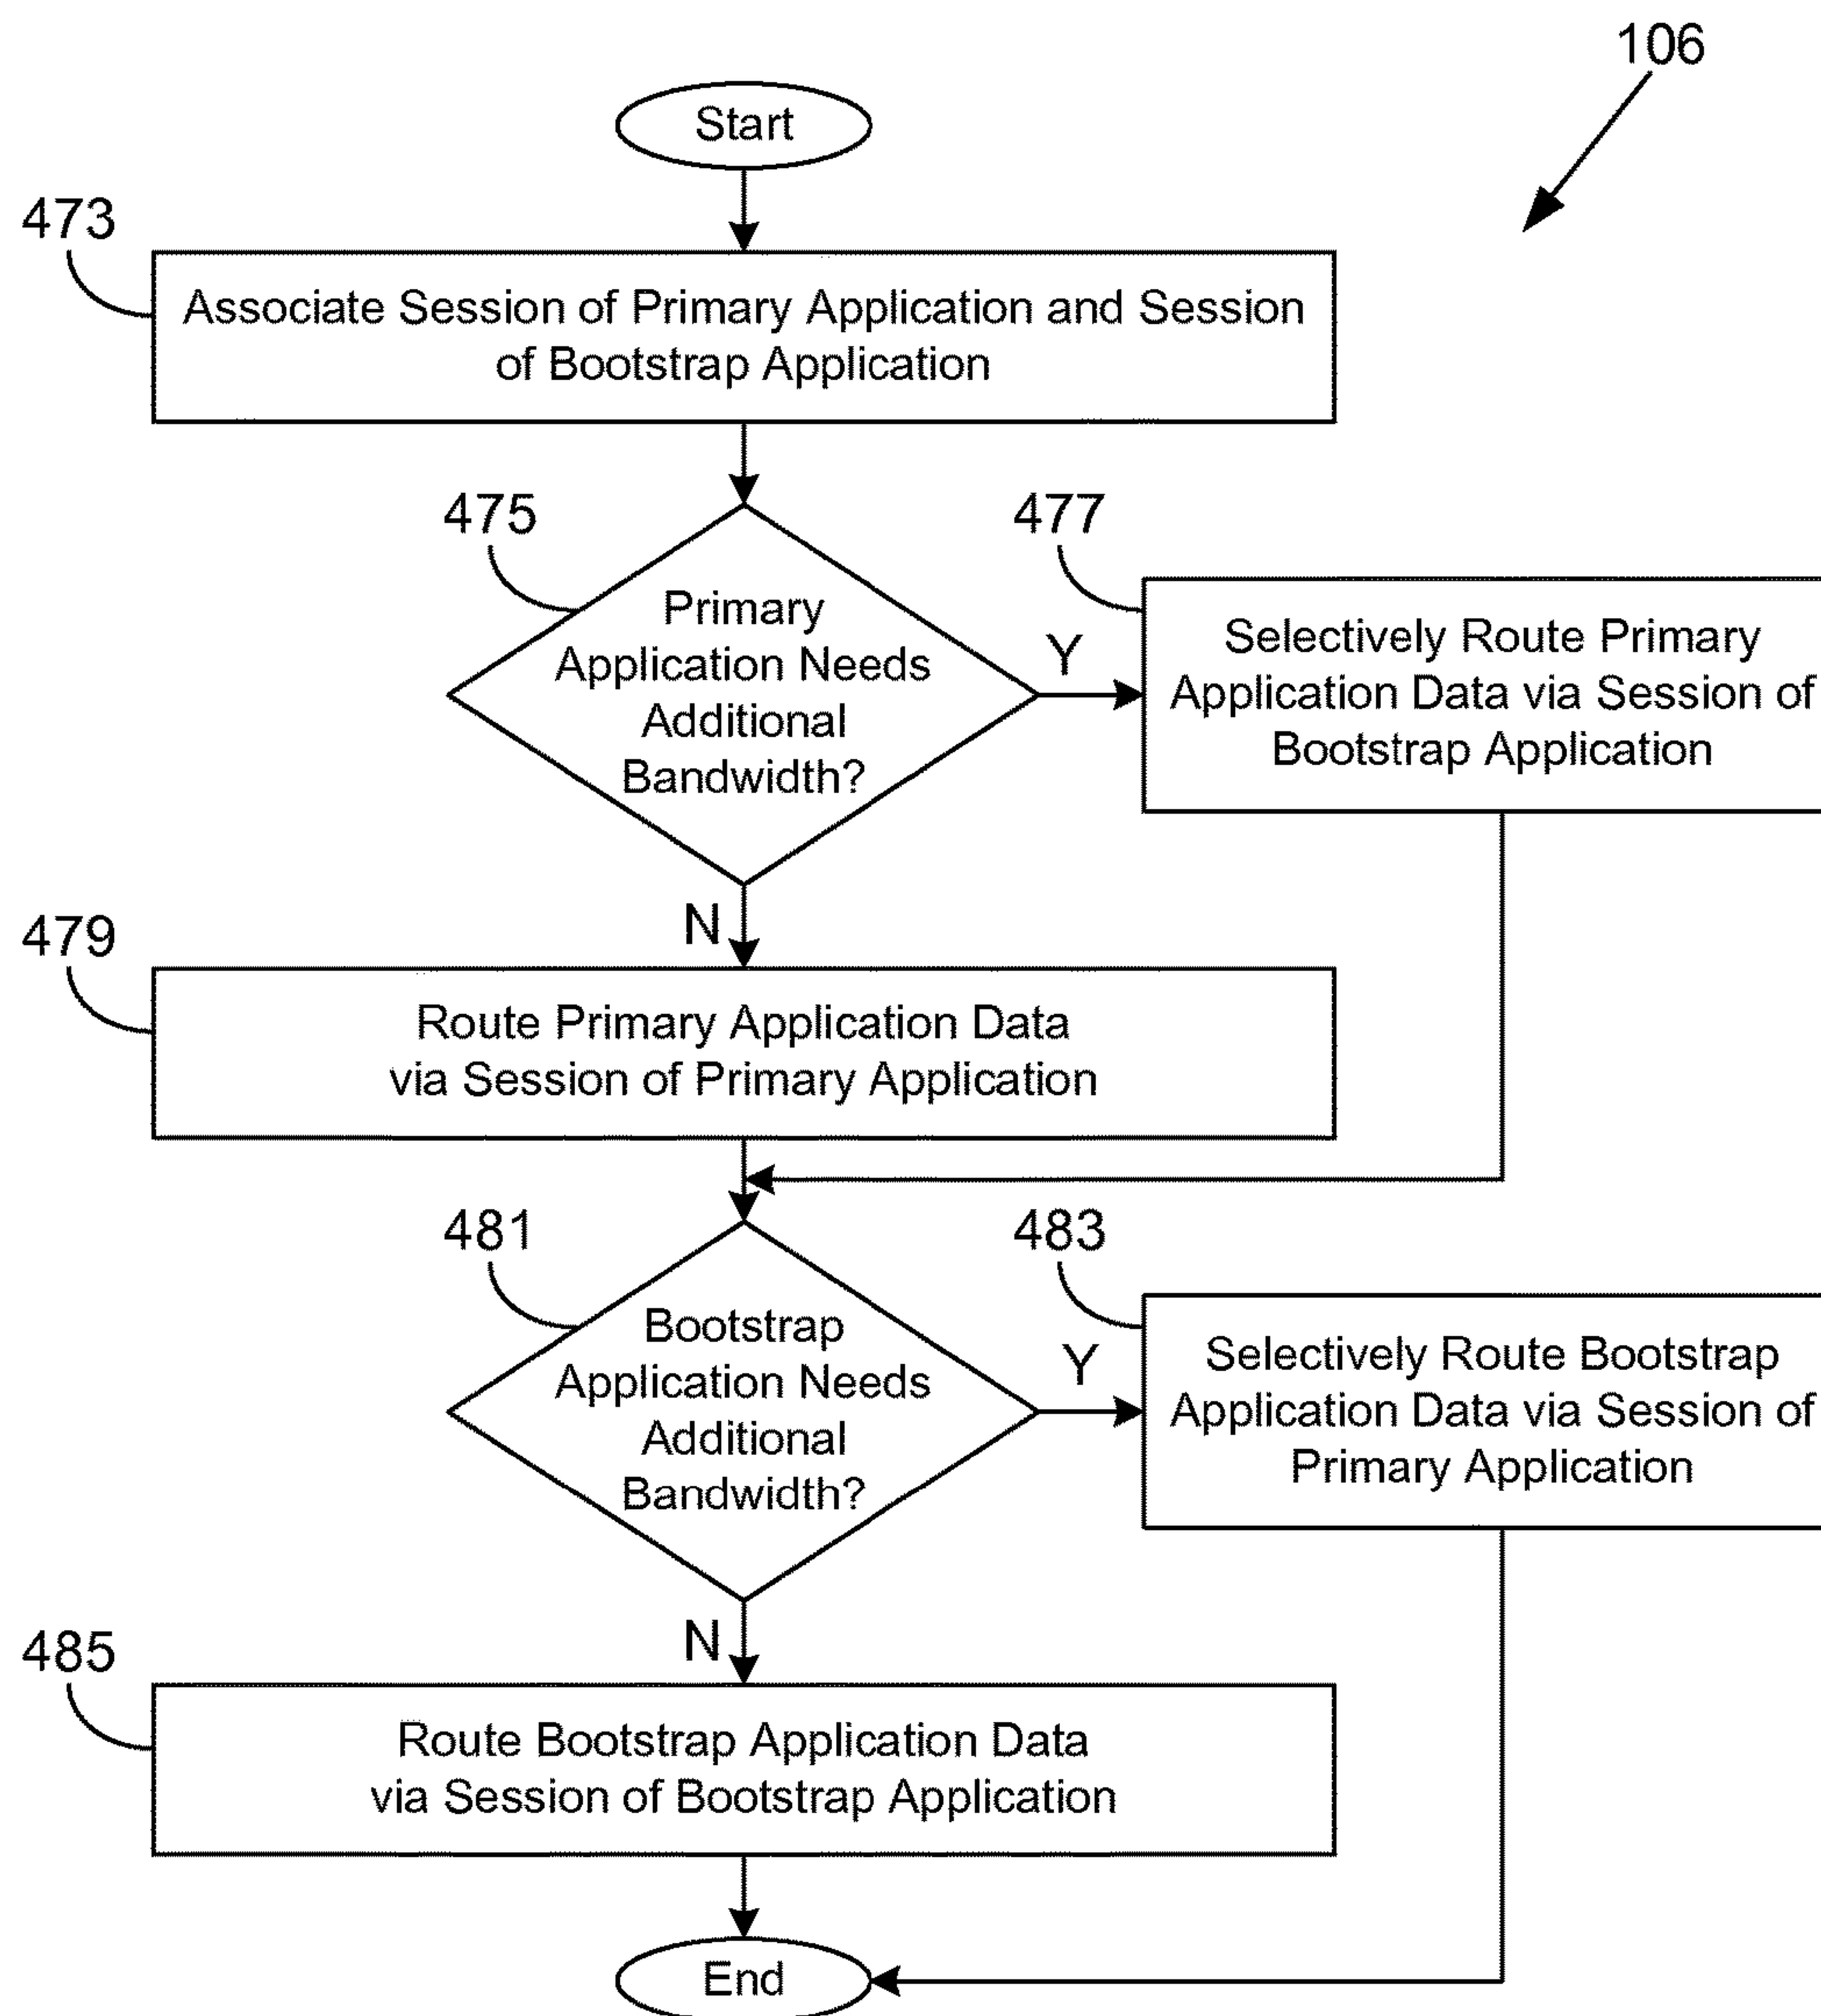 106
Start
473
Associate Session of Primary Application and Session
of Bootstrap Application
475
477
Primary
Application Needs
Additional
Bandwidth?
Y
Selectively Route Primary
Application Data via Session of
Bootstrap Application
N
479
Route Primary Application Data
via Session of Primary Application
481
483
Bootstrap
Application Needs
Additional
Bandwidth?
Y
Selectively Route Bootstrap
Application Data via Session of
Primary Application
N
485
Route Bootstrap Application Data
via Session of Bootstrap Application
End